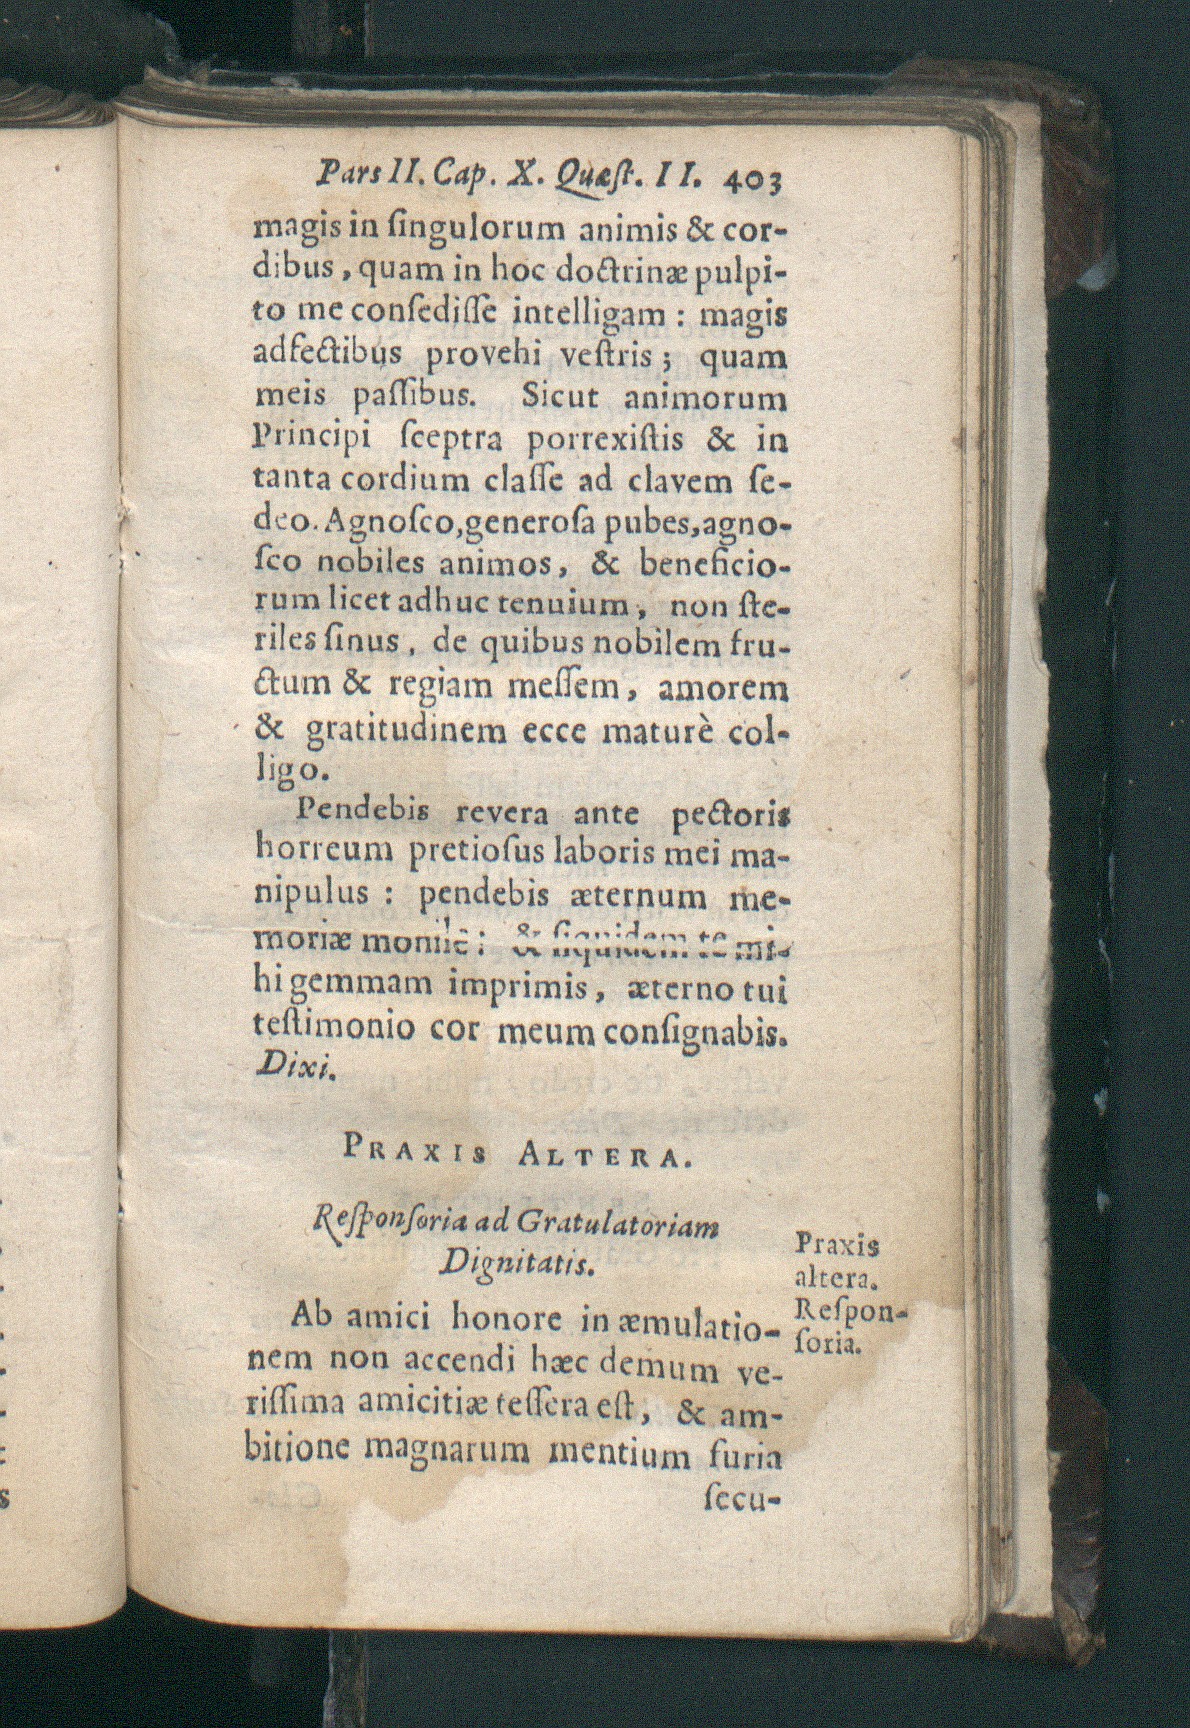 Pars II. Cap. X. Quæſt. II. 403
magis in ſingulorum animis & cor-
dibus, quam in hoc doctrinæ pulpi-
to me conſediſſe intelligam : magis
adfectibus provehi veſtris ; quam
meis paſſibus. Sicut animorum
Principi ſceptra porrexiſtis & in
tanta cordium claſſe ad clavem ſe-
deo. Agnoſco, generoſa pubes, agno-
ſco nobiles animos, & beneficio-
rum licet adhuc tenuium, non ſte-
riles ſinus, de quibus nobilem fru-
ctum & regiam meſſem, amorem
& gratitudinem ecce maturè col-
ligo.
Pendebis revera ante pectoris
horreum pretioſus laboris mei ma-
nipulus : pendebis æternum me-
moriæ monile : & ſiquidem te mi-
hi gemmam imprimis, æterno tui
teſtimonio cor meum conſignabis.
Dixi.
PRAXIS ALTERA.
Reſponſoria ad Gratulatoriam
Dignitatis.
Praxis
altera.
Reſpon-
ſoria.
Ab amici honore in æmulatio-
nem non accendi hæc demum ve-
riſſima amicitiæ teſſera eſt, & am-
bitione magnarum mentium furia
ſecu-